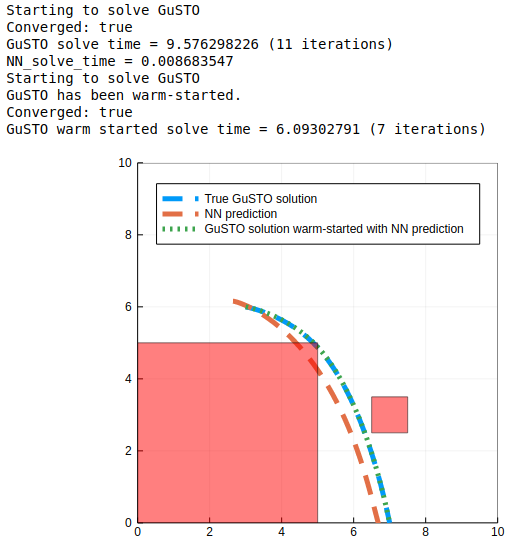 Starting to solve GuSTO
Converged: true
GuSTO solve time = 9.576298226 (11 iterations)
NN_solve_time = 0.008683547
Starting to solve GuSTO
GuSTO has been warm-started.
Converged: true
GuSTO warm started solve time = 6.09302791 (7 iterations)
10
True GuSTO solution
NN prediction
GuSTO solution warm-started with NN prediction
8
6
4
2
0
0 2 4 6 8 10